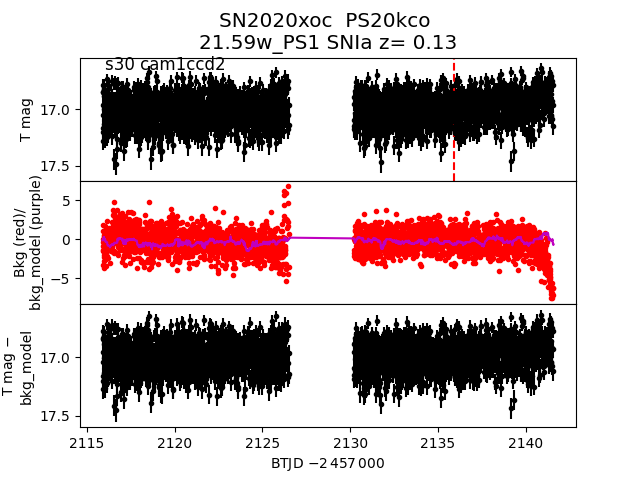 SN2020xoc  PS20kco
21.59w_PS1 SNIa z= 0.13
s30 cam1ccd2
T mag
17.0
17.5
Bkg (red)/
bkg_model (purple)
5
0
−5
T mag −
bkg_model
17.0
17.5
2115
2120
2125
2130
2135
2140
BTJD −2 457 000